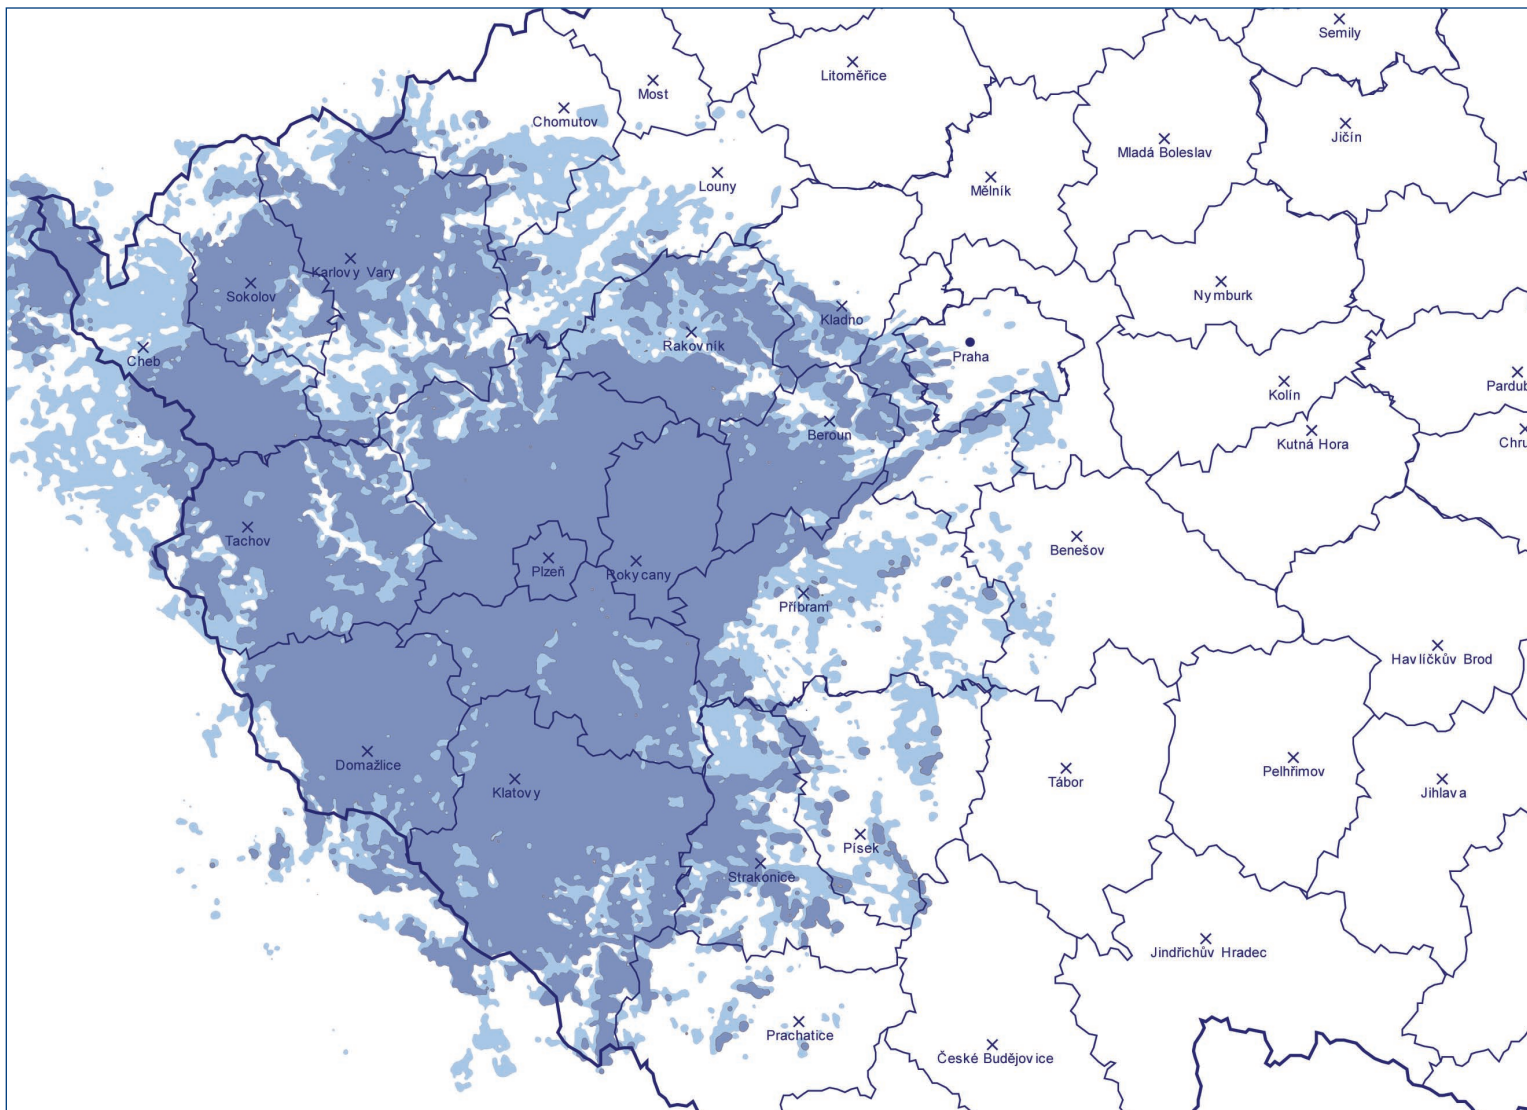 Semily
Litoměřice
Most
Chomutov
Jičín
Mladá Boleslav
Louny
Mělník
Karlovy Vary
Sokolov
Nymburk
Kladno
Rakovník
Cheb
Praha
Kolín
Beroun
Kutná Hora
Tachov
Benešov
Plzeň
Rokycany
Příbram
Havlíčkův Brod
Domažlice
Klatovy
Tábor
Pelhřimov
Jihlava
Písek
Strakonice
Jindřichův Hradec
Prachatice
České Budějovice
Pardub
Chru